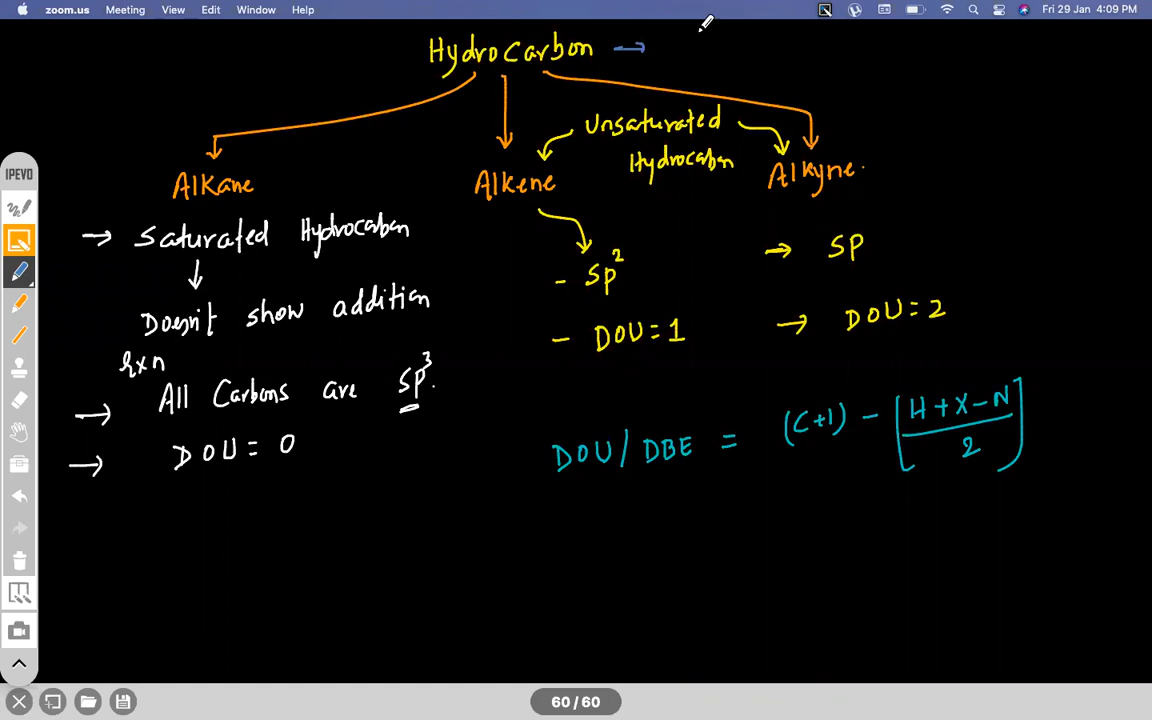 zoom.us Meeting View Edit Window Help Fri 29 Jan 4:09 PM
Hydrocarbon →
Unsaturated
Hydrocarbon
Alkane Alkene Alkyne.
→ Saturated Hydrocarbon
↓
Doesn't show addition
rxn
→ All Carbons are SP³.
→ DOU = 0
- SP²
- DOU = 1
→ SP
→ DOU = 2
DOU / DBE = (C+1) - [H + X - N / 2]
IPEVO
60 / 60